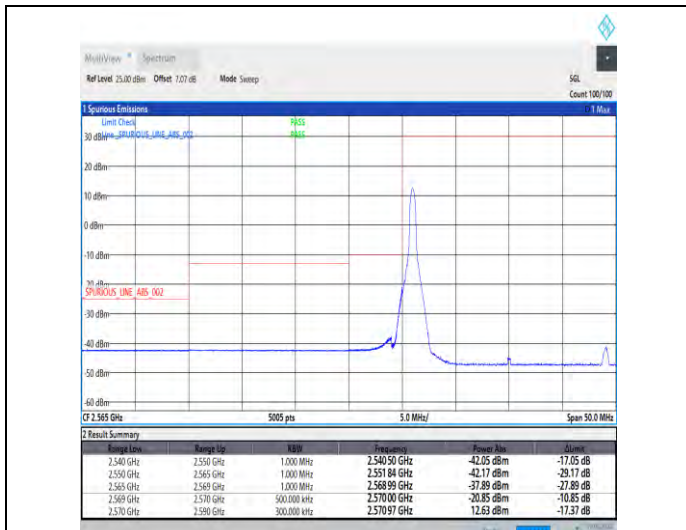 MultiView Spectrum
Ref Level 25.00 dBm Offset 7.07 dB Mode Sweep SGL
Count 100/100
1 Spurious Emissions 1 Max
Limit Check PASS
Line _SPURIOUS_LINE_ABS_002 PASS
30 dBm
20 dBm
10 dBm
0 dBm
-10 dBm
-20 dBm
_SPURIOUS_LINE_ABS_002
-30 dBm
-40 dBm
-50 dBm
-60 dBm
CF 2.565 GHz 5005 pts 5.0 MHz/ Span 50.0 MHz
2 Result Summary
Range Low Range Up RBW Frequency Power Abs ΔLimit
2.540 GHz 2.550 GHz 1.000 MHz 2.540 50 GHz -42.05 dBm -17.05 dB
2.550 GHz 2.565 GHz 1.000 MHz 2.551 84 GHz -42.17 dBm -29.17 dB
2.565 GHz 2.569 GHz 1.000 MHz 2.568 99 GHz -37.89 dBm -27.89 dB
2.569 GHz 2.570 GHz 500.000 kHz 2.570 00 GHz -20.85 dBm -10.85 dB
2.570 GHz 2.590 GHz 300.000 kHz 2.570 97 GHz 12.63 dBm -17.37 dB